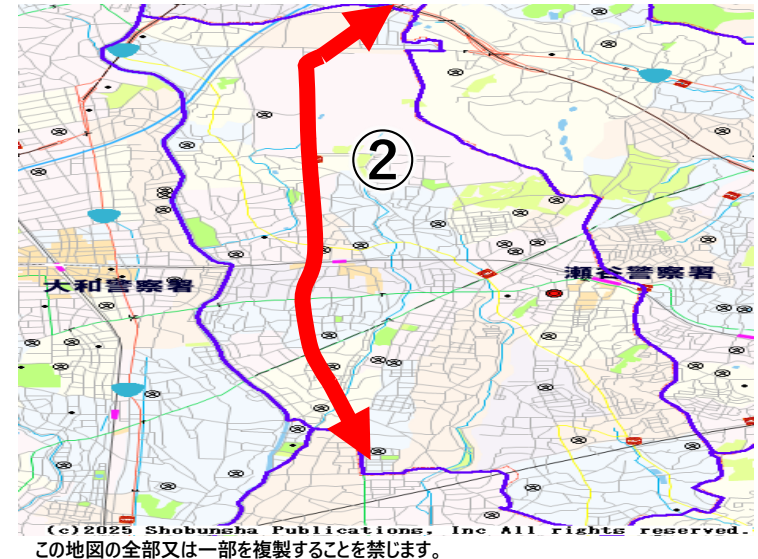 ②
大和警察署
瀬谷警察署
(c)2025 Shobunsha Publications, Inc All rights reserved.
この地図の全部又は一部を複製することを禁じます。